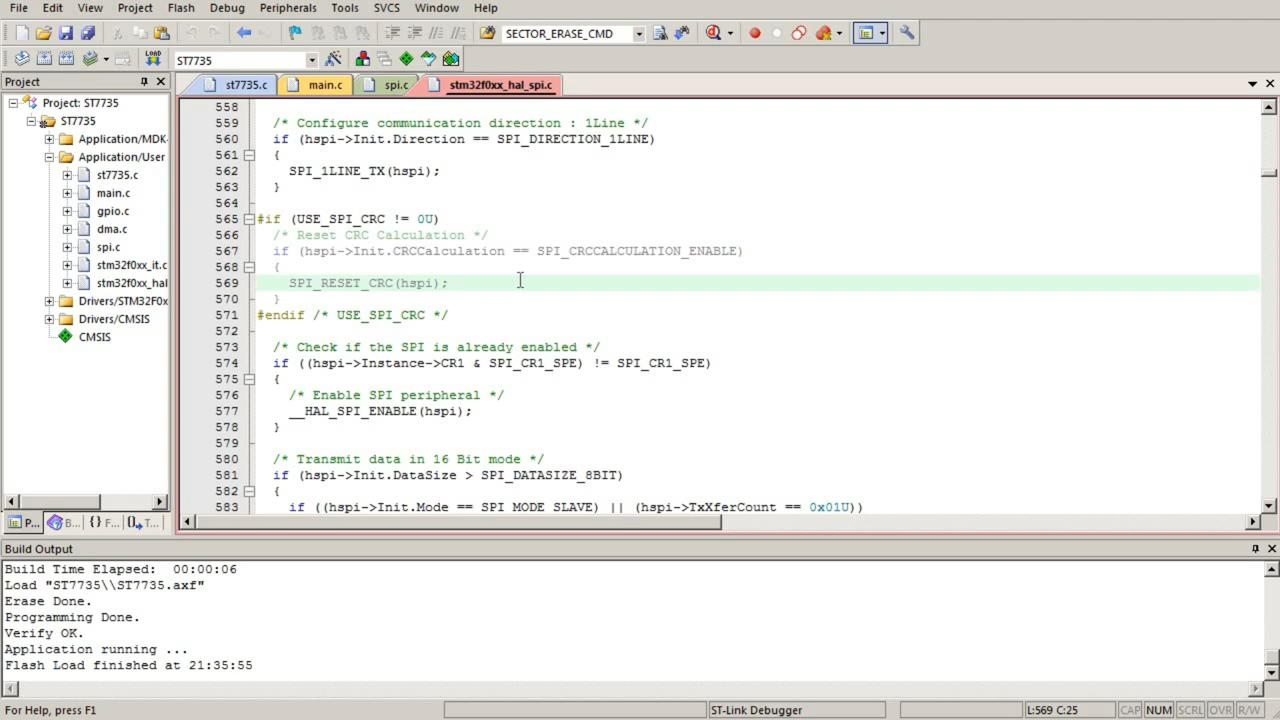 File Edit View Project Flash Debug Peripherals Tools SVCS Window Help
SECTOR_ERASE_CMD
LOAD
ST7735
Project
st7735.c main.c spi.c stm32f0xx_hal_spi.c
Project: ST7735
ST7735
Application/MDK-
Application/User
st7735.c
main.c
gpio.c
dma.c
spi.c
stm32f0xx_it.c
stm32f0xx_hal
Drivers/STM32F0x
Drivers/CMSIS
CMSIS
P... B... {} F... T...
558
559 /* Configure communication direction : 1Line */
560 if (hspi->Init.Direction == SPI_DIRECTION_1LINE)
561 {
562 SPI_1LINE_TX(hspi);
563 }
564
565 #if (USE_SPI_CRC != 0U)
566 /* Reset CRC Calculation */
567 if (hspi->Init.CRCCalculation == SPI_CRCCALCULATION_ENABLE)
568 {
569 SPI_RESET_CRC(hspi);
570 }
571 #endif /* USE_SPI_CRC */
572
573 /* Check if the SPI is already enabled */
574 if ((hspi->Instance->CR1 & SPI_CR1_SPE) != SPI_CR1_SPE)
575 {
576 /* Enable SPI peripheral */
577 __HAL_SPI_ENABLE(hspi);
578 }
579
580 /* Transmit data in 16 Bit mode */
581 if (hspi->Init.DataSize > SPI_DATASIZE_8BIT)
582 {
583 if ((hspi->Init.Mode == SPI_MODE_SLAVE) || (hspi->TxXferCount == 0x01U))
Build Output
Build Time Elapsed: 00:00:06
Load "ST7735\\ST7735.axf"
Erase Done.
Programming Done.
Verify OK.
Application running ...
Flash Load finished at 21:35:55
For Help, press F1 ST-Link Debugger L:569 C:25 CAP NUM SCRL OVR R/W